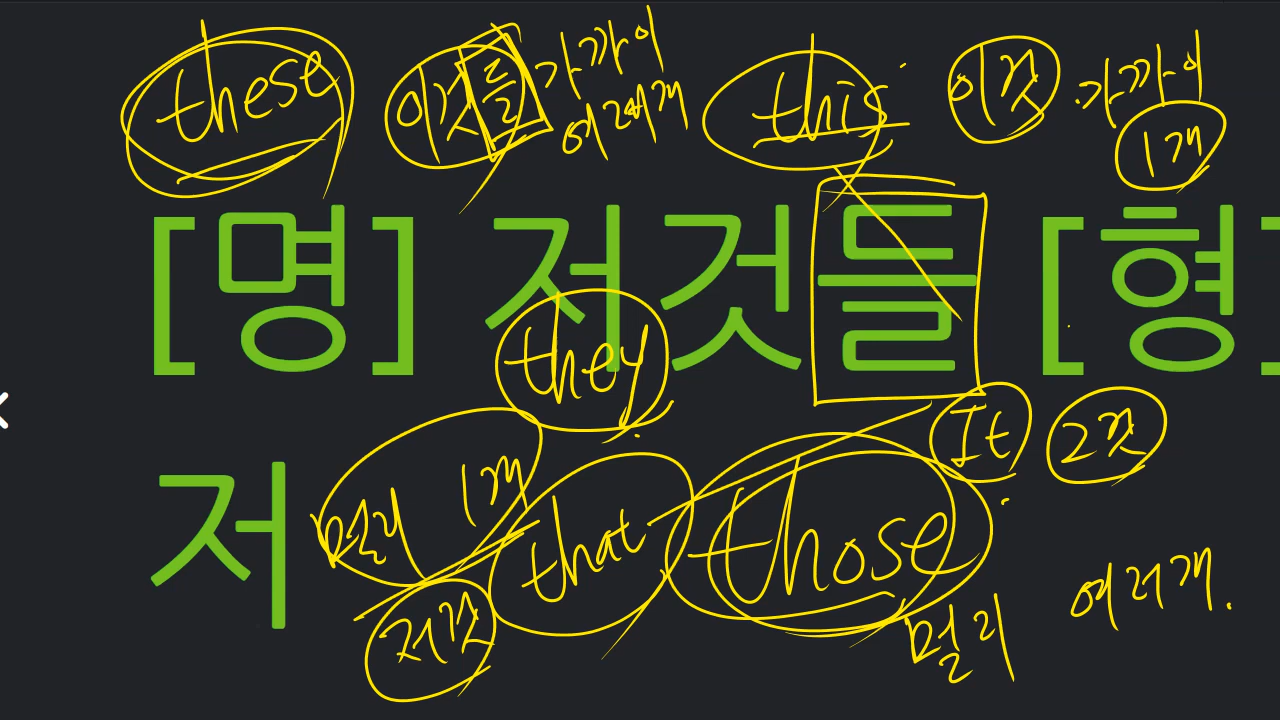 these 이것들 가까이 this 이것 가까이
여러개 1개
[명] 저것들 [형]
they
It 그것
저 멀리 1개 that those
여러개.
저것 멀리